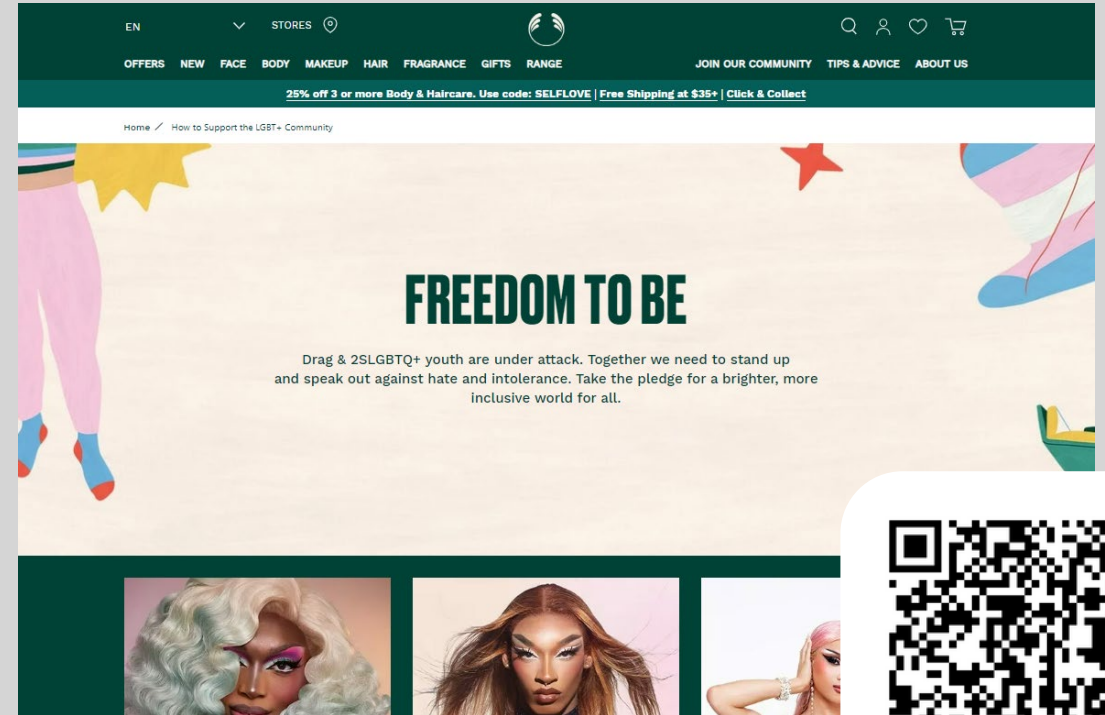 EN
STORES
OFFERS NEW FACE BODY MAKEUP HAIR FRAGRANCE GIFTS RANGE JOIN OUR COMMUNITY TIPS & ADVICE ABOUT US
25% off 3 or more Body & Haircare. Use code: SELFLOVE | Free Shipping at $35+ | Click & Collect
Home / How to Support the LGBT+ Community
FREEDOM TO BE
Drag & 2SLGBTQ+ youth are under attack. Together we need to stand up
and speak out against hate and intolerance. Take the pledge for a brighter, more
inclusive world for all.